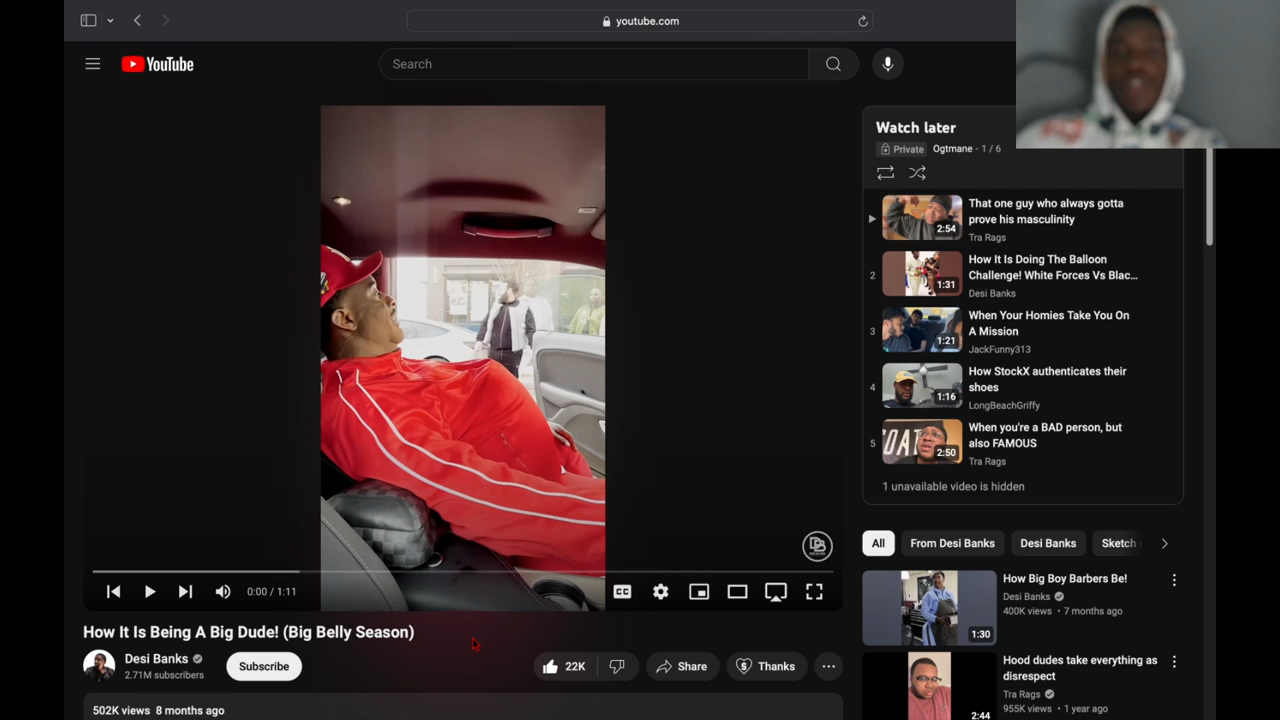 youtube.com
YouTube
Search
Watch later
Private Ogtmane - 1 / 6
That one guy who always gotta
prove his masculinity
Tra Rags
2:54
2
How It Is Doing The Balloon
Challenge! White Forces Vs Blac...
Desi Banks
1:31
3
When Your Homies Take You On
A Mission
JackFunny313
1:21
4
How StockX authenticates their
shoes
LongBeachGriffy
1:16
5
When you're a BAD person, but
also FAMOUS
Tra Rags
2:50
1 unavailable video is hidden
0:00 / 1:11
CC
How It Is Being A Big Dude! (Big Belly Season)
Desi Banks
2.71M subscribers
Subscribe
22K
Share
Thanks
502K views 8 months ago
All From Desi Banks Desi Banks Sketch
How Big Boy Barbers Be!
Desi Banks
400K views • 7 months ago
1:30
Hood dudes take everything as
disrespect
Tra Rags
955K views • 1 year ago
2:44